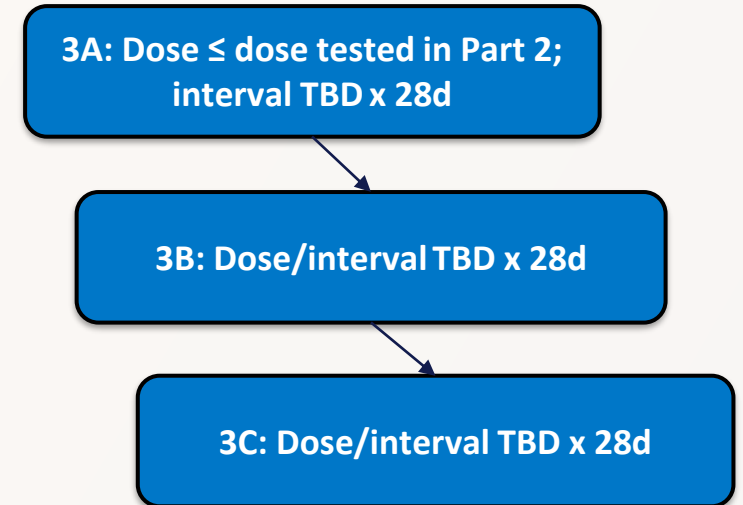 3A: Dose ≤ dose tested in Part 2;
interval TBD x 28d
3B: Dose/interval TBD x 28d
3C: Dose/interval TBD x 28d